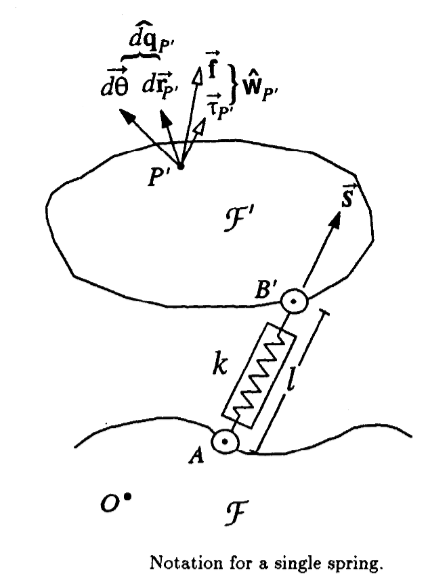 dq̂P'
dθ⃗ dr⃗P' f⃗ } ŵP'
τ⃗P'
P'
s⃗
ℱ'
B'
k
l
A
O
ℱ
Notation for a single spring.